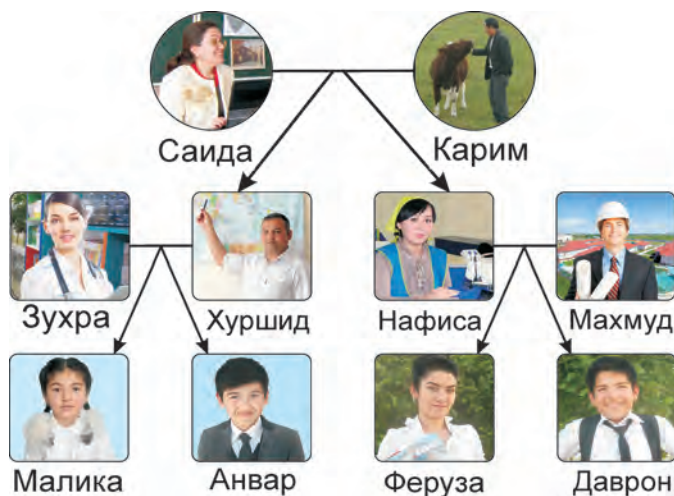 Саида
Карим
Зухра
Хуршид
Нафиса
Махмуд
Малика
Анвар
Феруза
Даврон